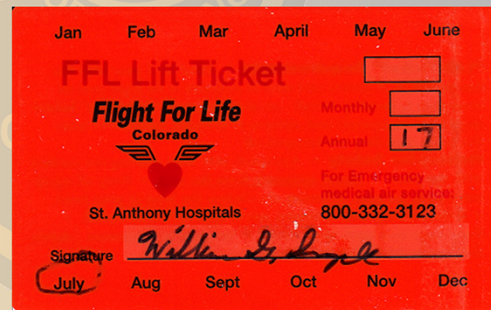 Jan Feb Mar April May June
FFL Lift Ticket
Flight For Life
Colorado
Monthly
Annual 17
For Emergency
medical air service:
St. Anthony Hospitals 800-332-3123
Signature
July Aug Sept Oct Nov Dec